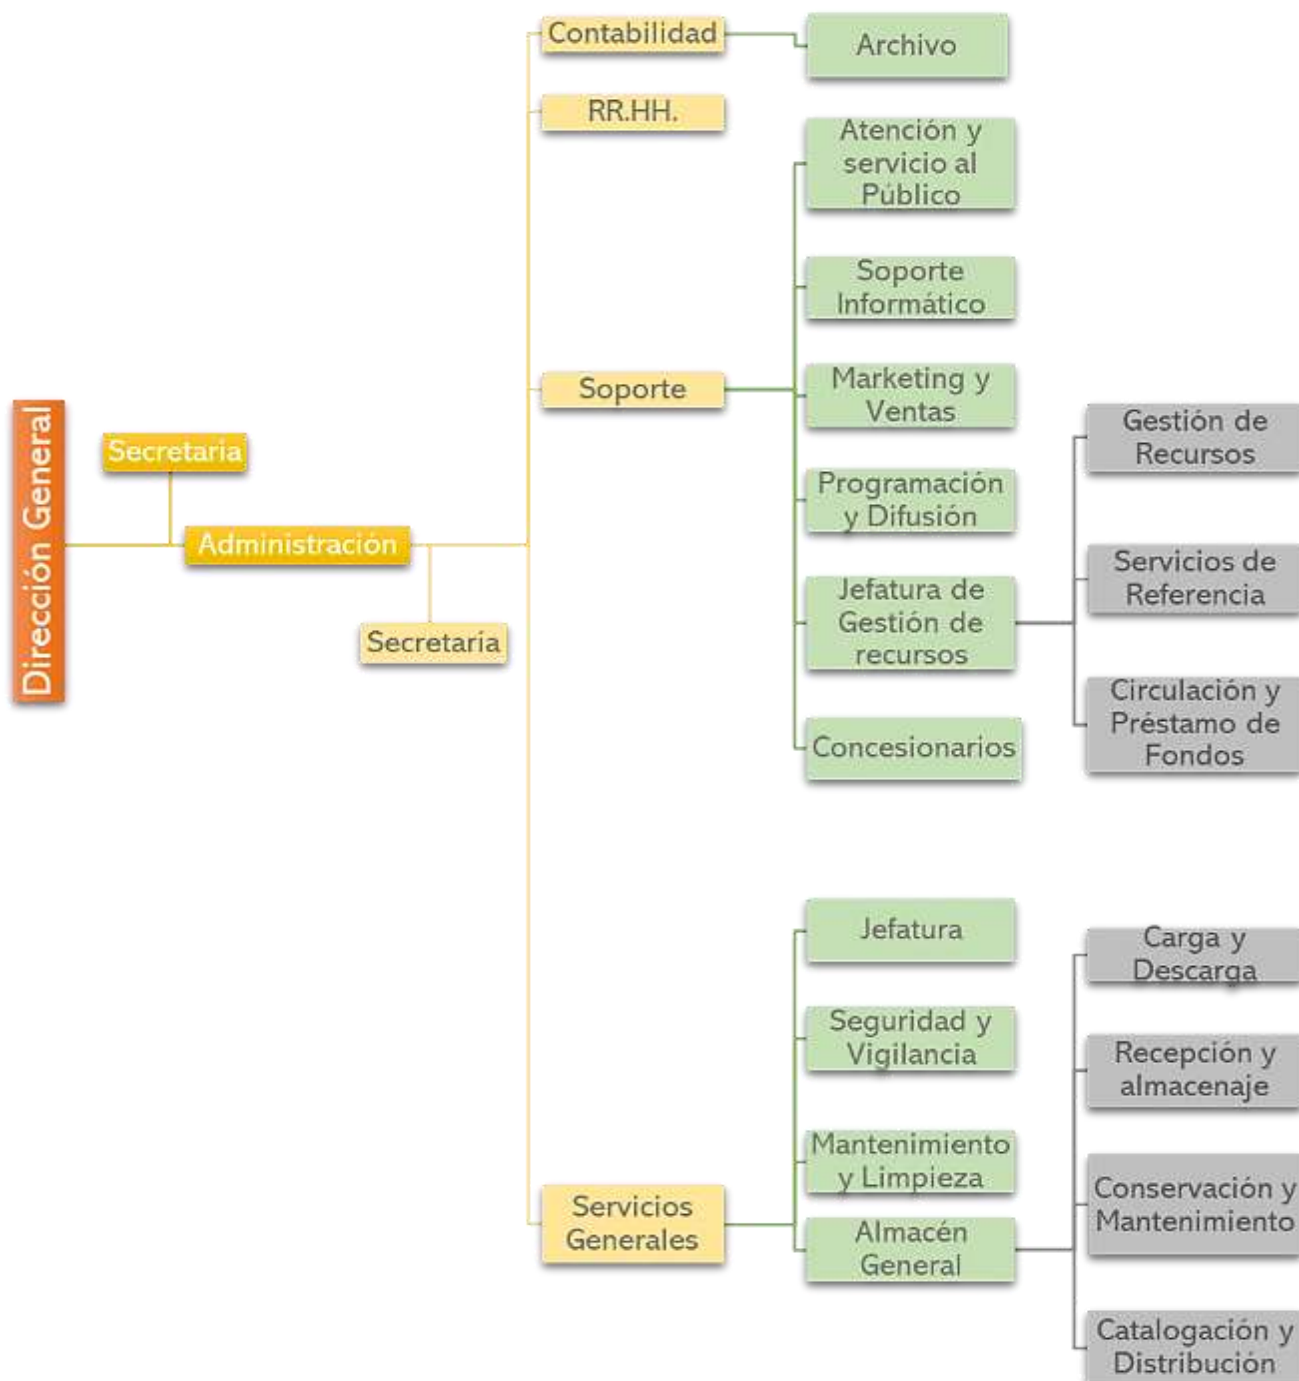 Dirección General
Secretaria
Administración
Secretaría
Contabilidad
Archivo
RR.HH.
Soporte
Atención y
servicio al
Público
Soporte
Informático
Marketing y
Ventas
Programación
y Difusión
Jefatura de
Gestión de
recursos
Gestión de
Recursos
Servicios de
Referencia
Circulación y
Préstamo de
Fondos
Concesionarios
Servicios
Generales
Jefatura
Seguridad y
Vigilancia
Mantenimiento
y Limpieza
Almacén
General
Carga y
Descarga
Recepción y
almacenaje
Conservación y
Mantenimiento
Catalogación y
Distribución